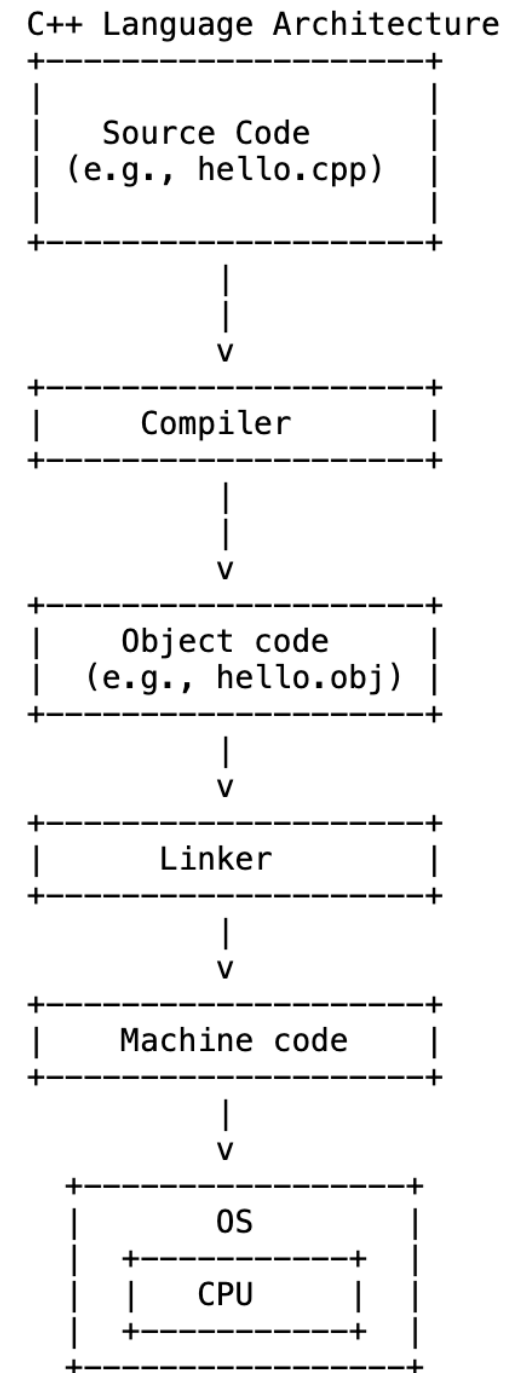 C++ Language Architecture
Source Code
(e.g., hello.cpp)
Compiler
Object code
(e.g., hello.obj)
Linker
Machine code
OS
CPU